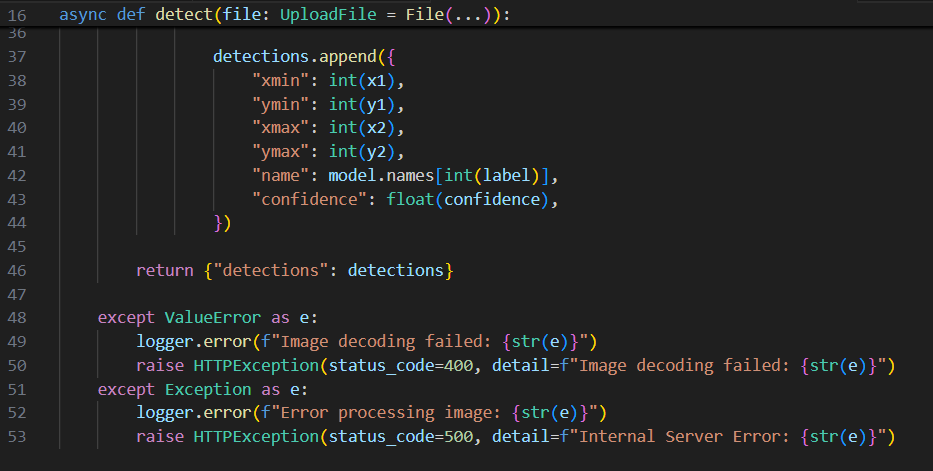 16 async def detect(file: UploadFile = File(...)):
36
37 detections.append({
38 "xmin": int(x1),
39 "ymin": int(y1),
40 "xmax": int(x2),
41 "ymax": int(y2),
42 "name": model.names[int(label)],
43 "confidence": float(confidence),
44 })
45
46 return {"detections": detections}
47
48 except ValueError as e:
49 logger.error(f"Image decoding failed: {str(e)}")
50 raise HTTPException(status_code=400, detail=f"Image decoding failed: {str(e)}")
51 except Exception as e:
52 logger.error(f"Error processing image: {str(e)}")
53 raise HTTPException(status_code=500, detail=f"Internal Server Error: {str(e)}")